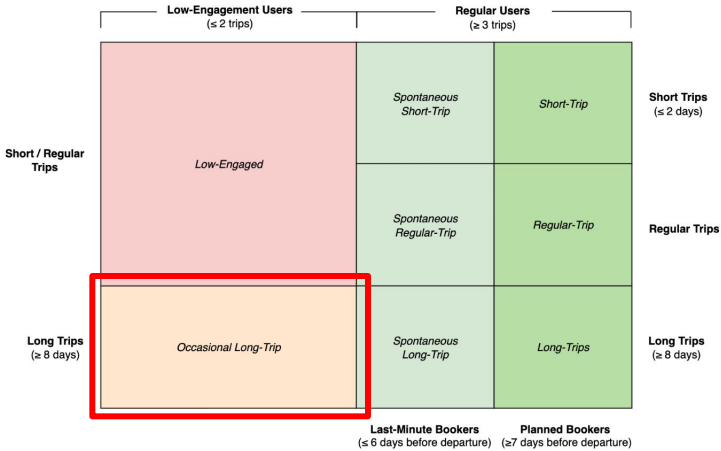 Low-Engagement Users
(≤ 2 trips)
Regular Users
(≥ 3 trips)
Short / Regular
Trips
Low-Engaged
Spontaneous
Short-Trip
Short-Trip
Short Trips
(≤ 2 days)
Spontaneous
Regular-Trip
Regular-Trip
Regular Trips
Long Trips
(≥ 8 days)
Occasional Long-Trip
Spontaneous
Long-Trip
Long-Trips
Long Trips
(≥ 8 days)
Last-Minute Bookers
(≤ 6 days before departure)
Planned Bookers
(≥7 days before departure)